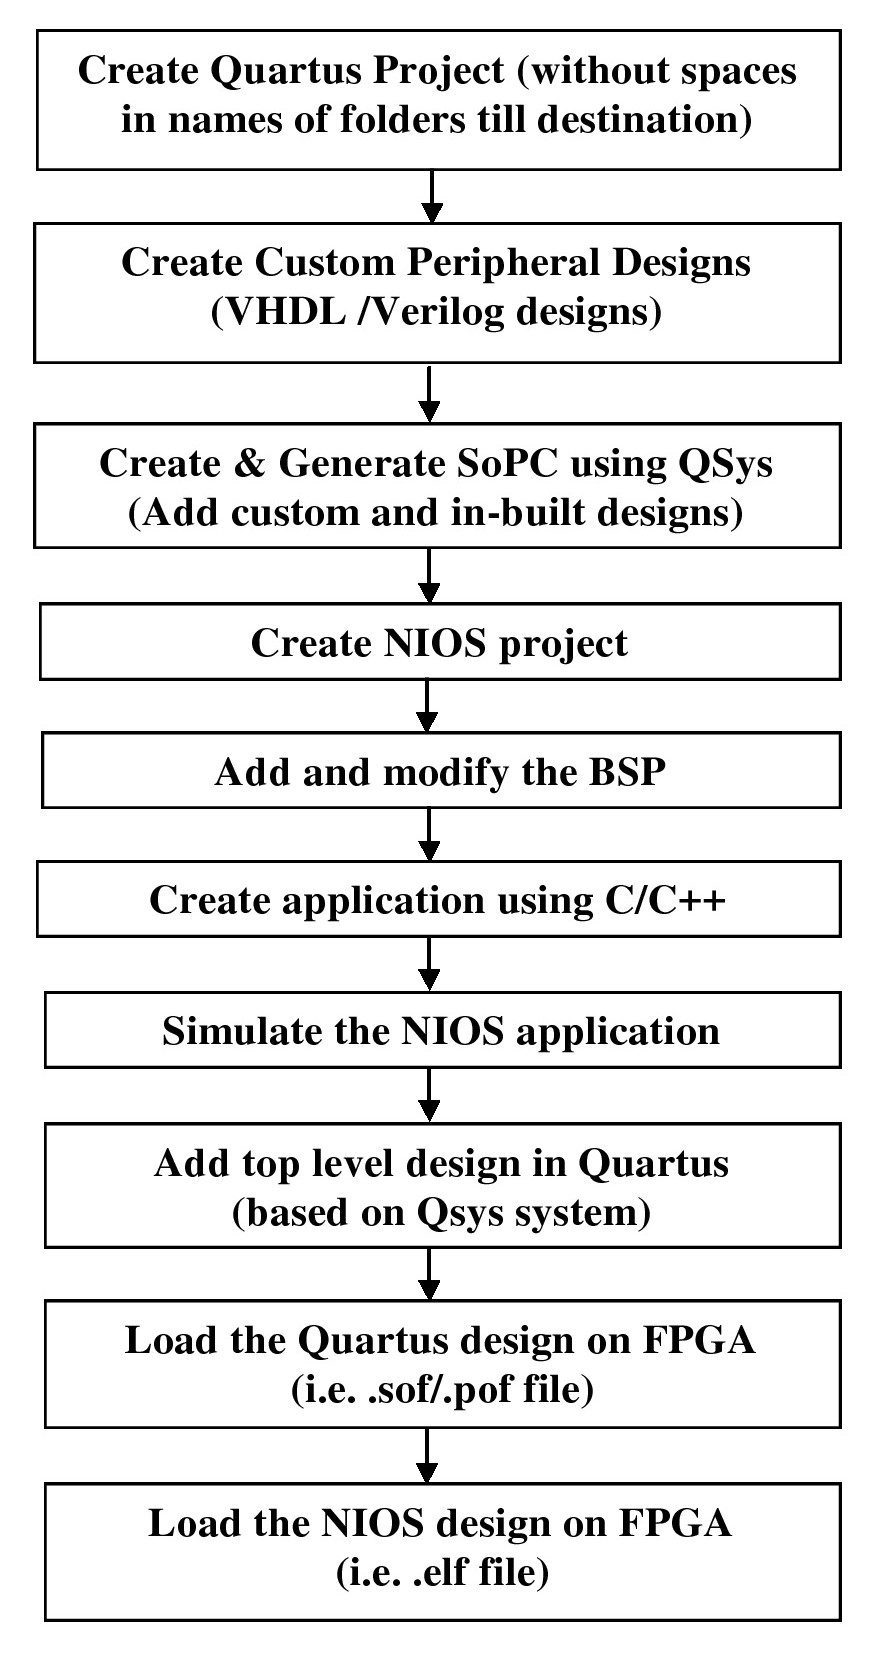 Create Quartus Project (without spaces
in names of folders till destination)
Create Custom Peripheral Designs
(VHDL /Verilog designs)
Create & Generate SoPC using QSys
(Add custom and in-built designs)
Create NIOS project
Add and modify the BSP
Create application using C/C++
Simulate the NIOS application
Add top level design in Quartus
(based on Qsys system)
Load the Quartus design on FPGA
(i.e. .sof/.pof file)
Load the NIOS design on FPGA
(i.e. .elf file)